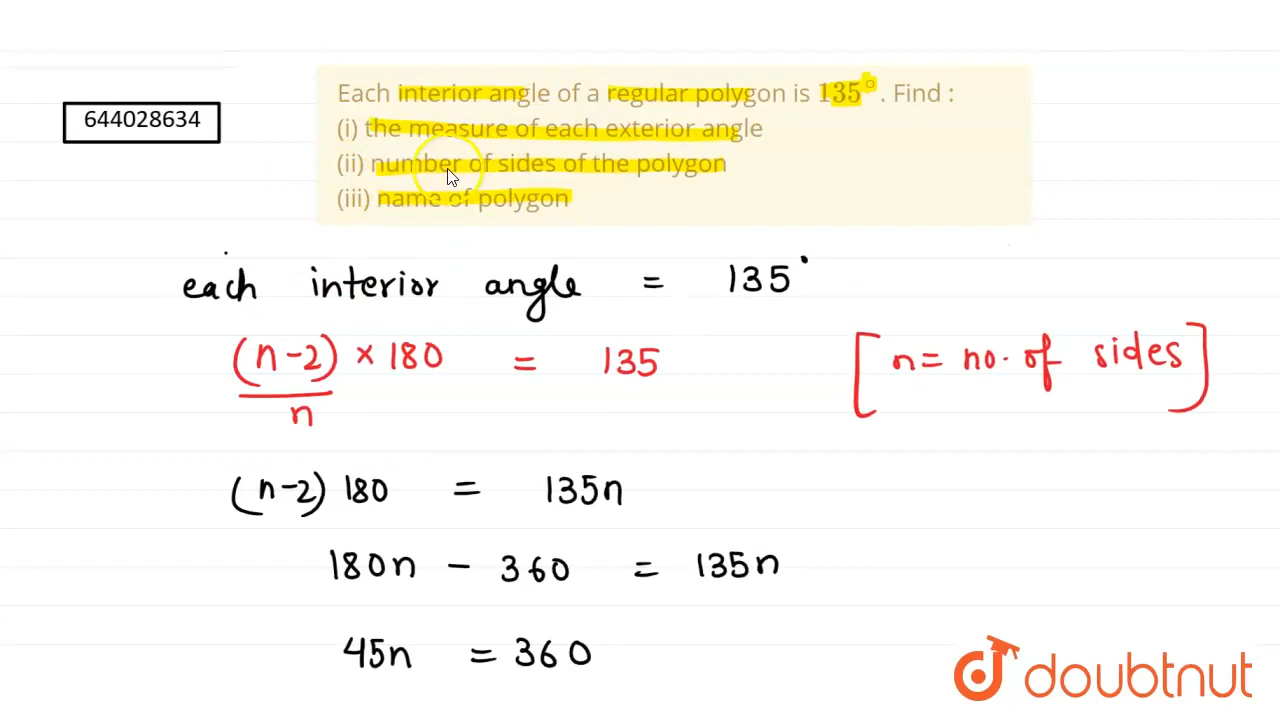 644028634
Each interior angle of a regular polygon is 135° . Find :
(i) the measure of each exterior angle
(ii) number of sides of the polygon
(iii) name of polygon
each interior angle = 135°
(n-2) × 180 = 135 [n = no. of sides]
n
(n-2) 180 = 135n
180n - 360 = 135n
45n = 360
doubtnut